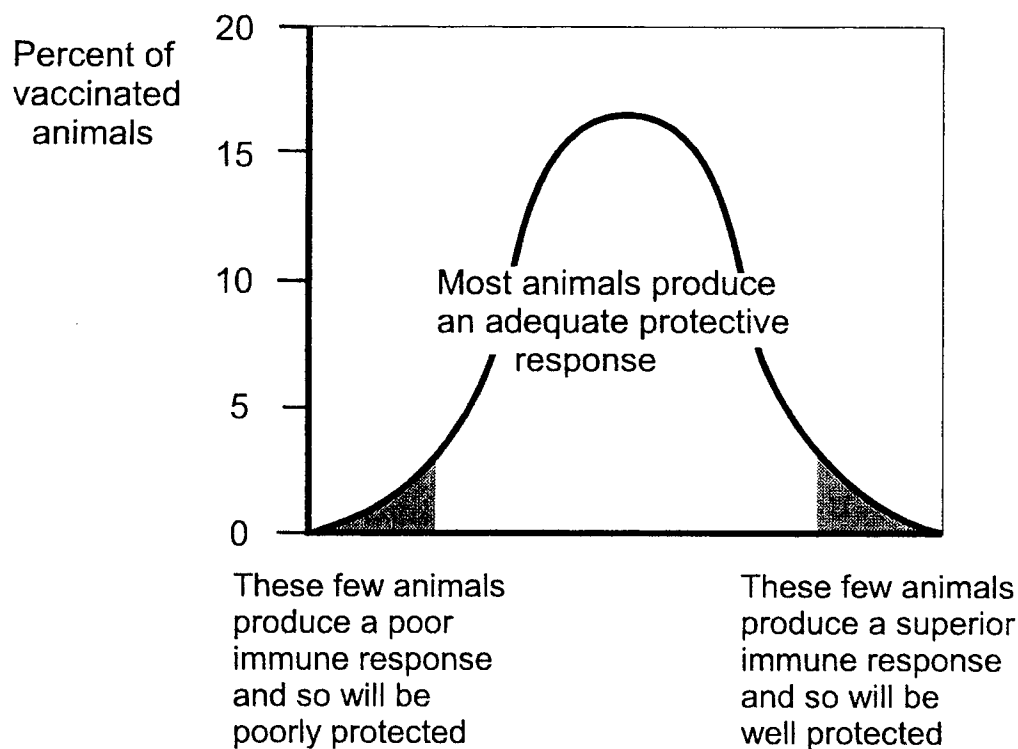 Percent of
vaccinated
animals
20
15
10
5
0
Most animals produce
an adequate protective
response
These few animals
produce a poor
immune response
and so will be
poorly protected
These few animals
produce a superior
immune response
and so will be
well protected